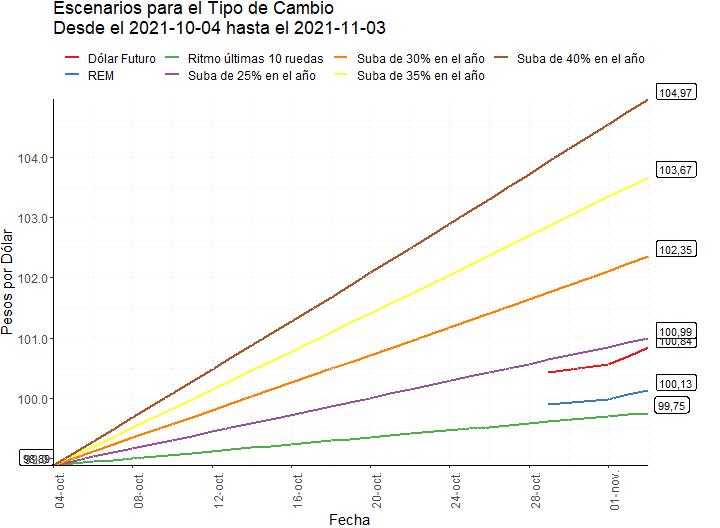 Escenarios para el Tipo de Cambio
Desde el 2021-10-04 hasta el 2021-11-03
Dólar Futuro
Ritmo últimas 10 ruedas
Suba de 30% en el año
Suba de 40% en el año
REM
Suba de 25% en el año
Suba de 35% en el año
104,97
103,67
102,35
100,99
100,84
100,13
99,75
104.0
103.0
102.0
101.0
100.0
Pesos por Dólar
04-oct.
08-oct.
12-oct.
16-oct.
20-oct.
24-oct.
28-oct.
01-nov.
Fecha